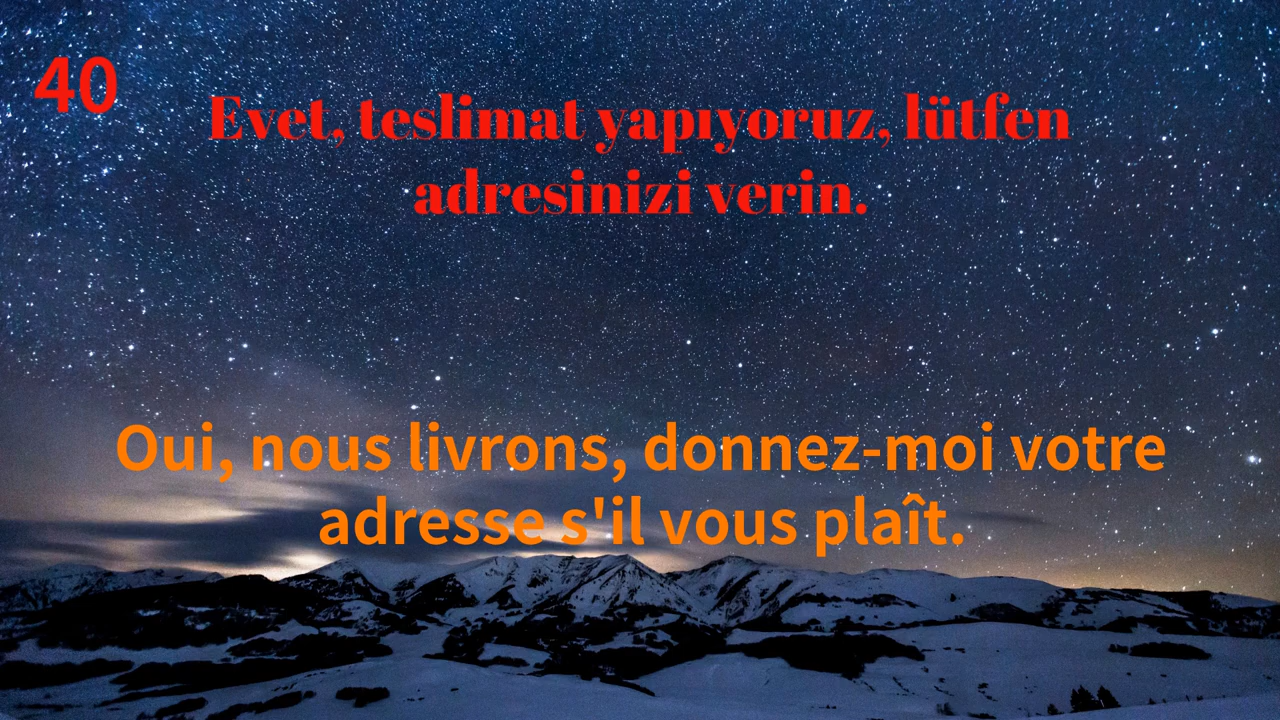 40
Evet, teslimat yapıyoruz, lütfen
adresinizi verin.
Oui, nous livrons, donnez-moi votre
adresse s'il vous plaît.